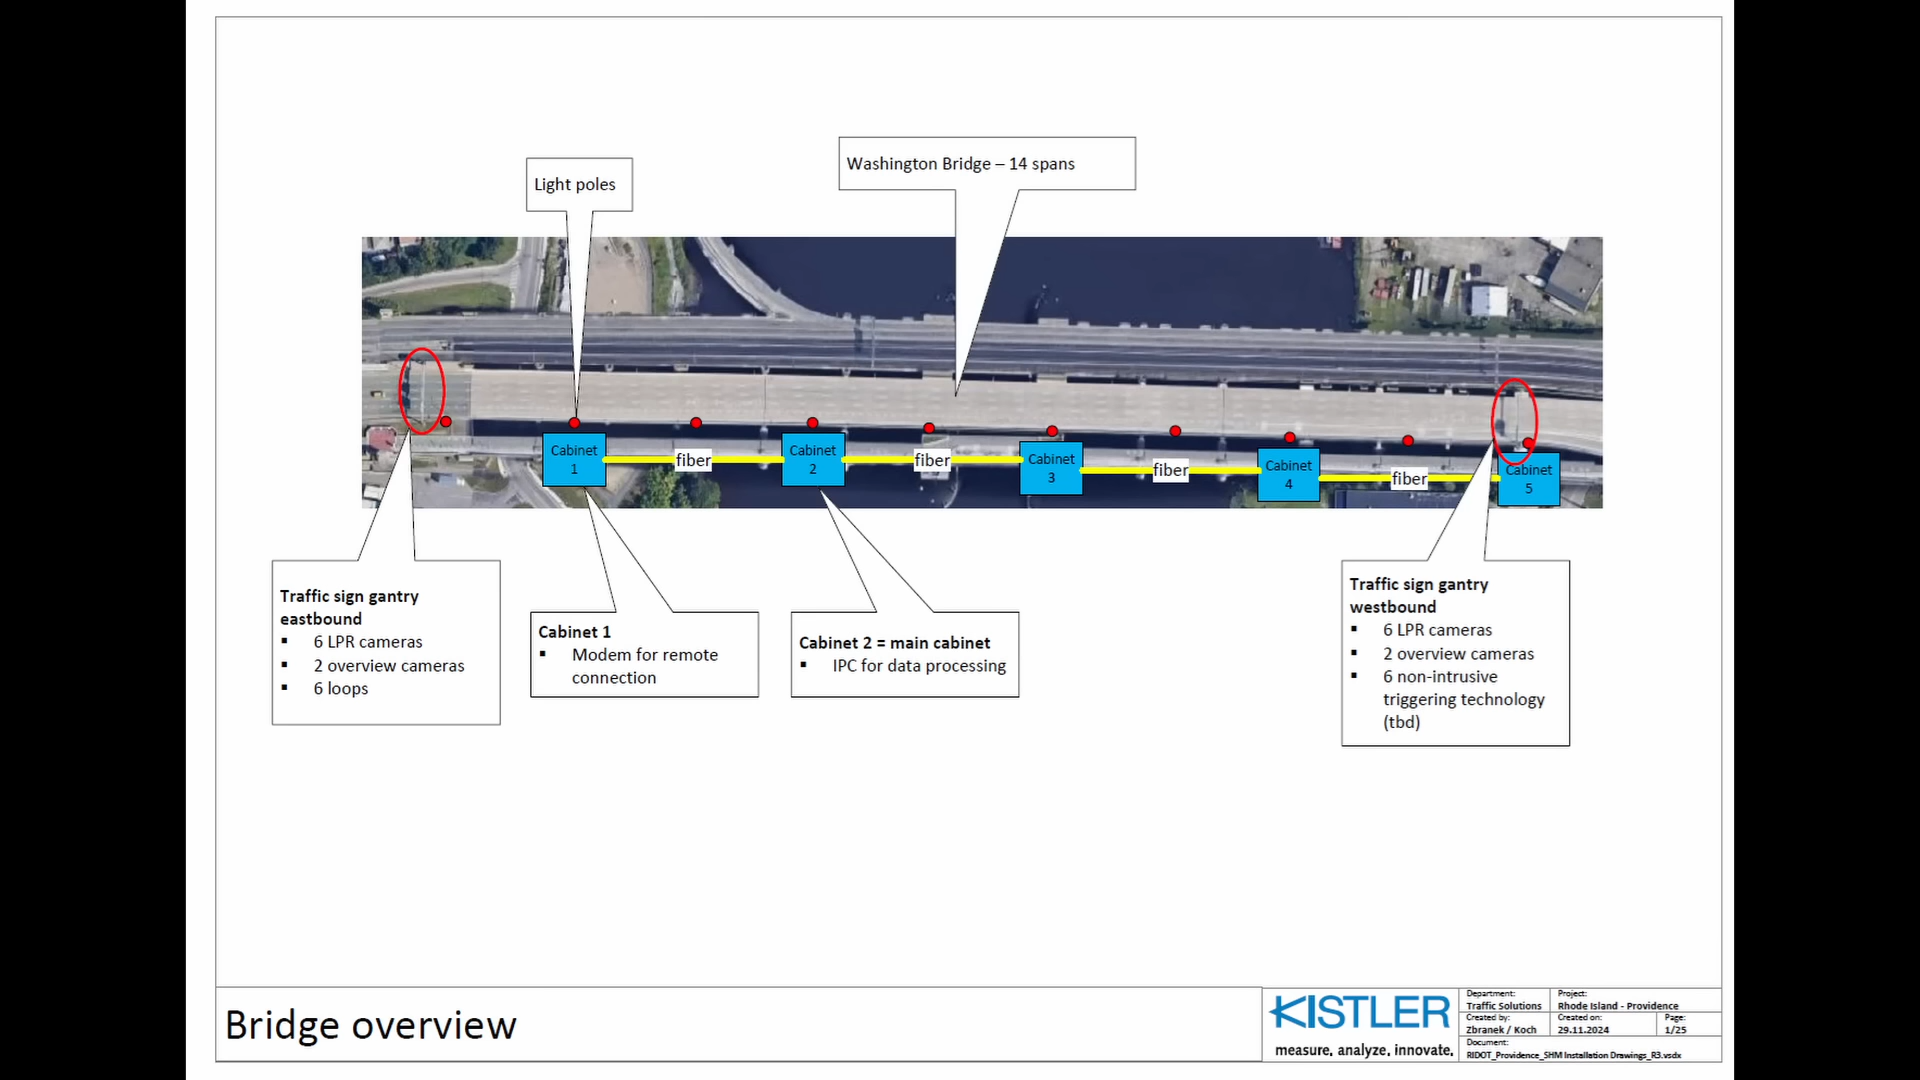 Washington Bridge – 14 spans
Light poles
Cabinet
1
fiber
Cabinet
2
fiber
Cabinet
3
fiber
Cabinet
4
fiber
Cabinet
5
Traffic sign gantry
eastbound
▪ 6 LPR cameras
▪ 2 overview cameras
▪ 6 loops
Cabinet 1
▪ Modem for remote
connection
Cabinet 2 = main cabinet
▪ IPC for data processing
Traffic sign gantry
westbound
▪ 6 LPR cameras
▪ 2 overview cameras
▪ 6 non-intrusive
triggering technology
(tbd)
Bridge overview
KISTLER
measure, analyze, innovate.
Department:
Traffic Solutions
Project:
Rhode Island - Providence
Created by:
Zbranek / Koch
Created on:
29.11.2024
Page:
1/25
Document:
RIDOT_Providence_SHM Installation Drawings_R3.vsdx